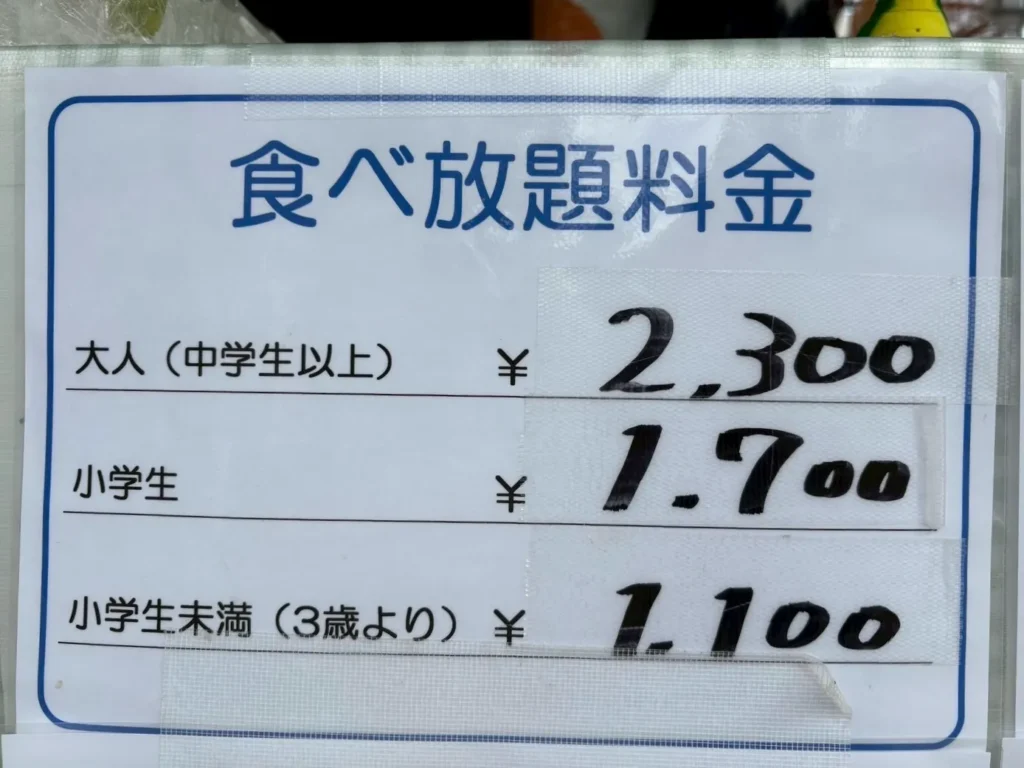 食べ放題料金
大人（中学生以上） ¥ 2,300
小学生 ¥ 1.700
小学生未満（3歳より） ¥ 1,100